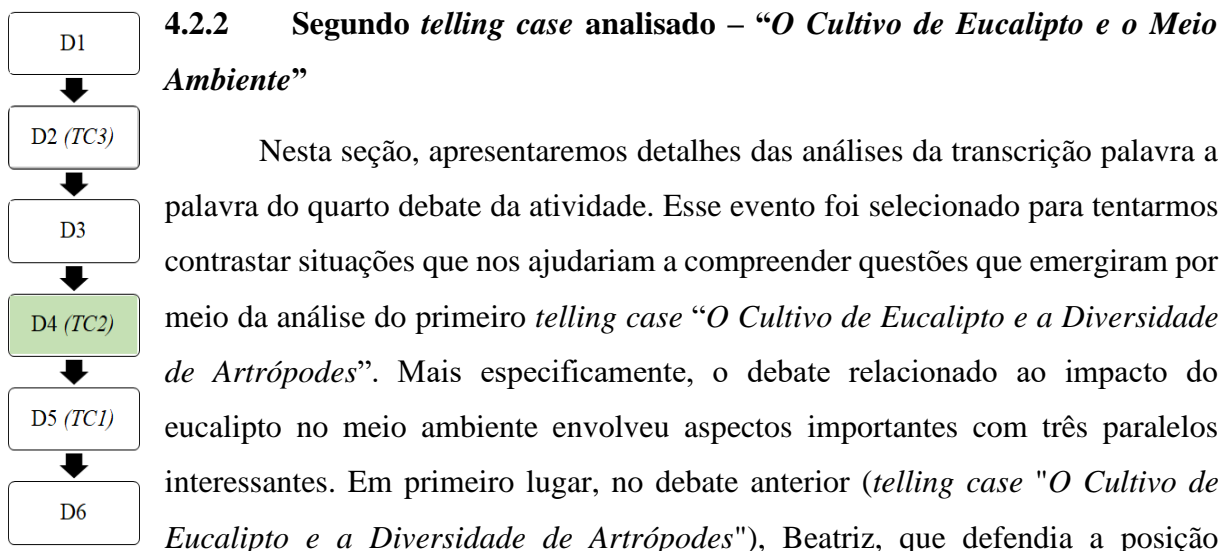 D1
D2 (TC3)
D3
D4 (TC2)
D5 (TC1)
D6
4.2.2 Segundo telling case analisado – “O Cultivo de Eucalipto e o Meio
Ambiente”
Nesta seção, apresentaremos detalhes das análises da transcrição palavra a
palavra do quarto debate da atividade. Esse evento foi selecionado para tentarmos
contrastar situações que nos ajudariam a compreender questões que emergiram por
meio da análise do primeiro telling case “O Cultivo de Eucalipto e a Diversidade
de Artrópodes”. Mais especificamente, o debate relacionado ao impacto do
eucalipto no meio ambiente envolveu aspectos importantes com três paralelos
interessantes. Em primeiro lugar, no debate anterior (telling case "O Cultivo de
Eucalipto e a Diversidade de Artrópodes"), Beatriz, que defendia a posição